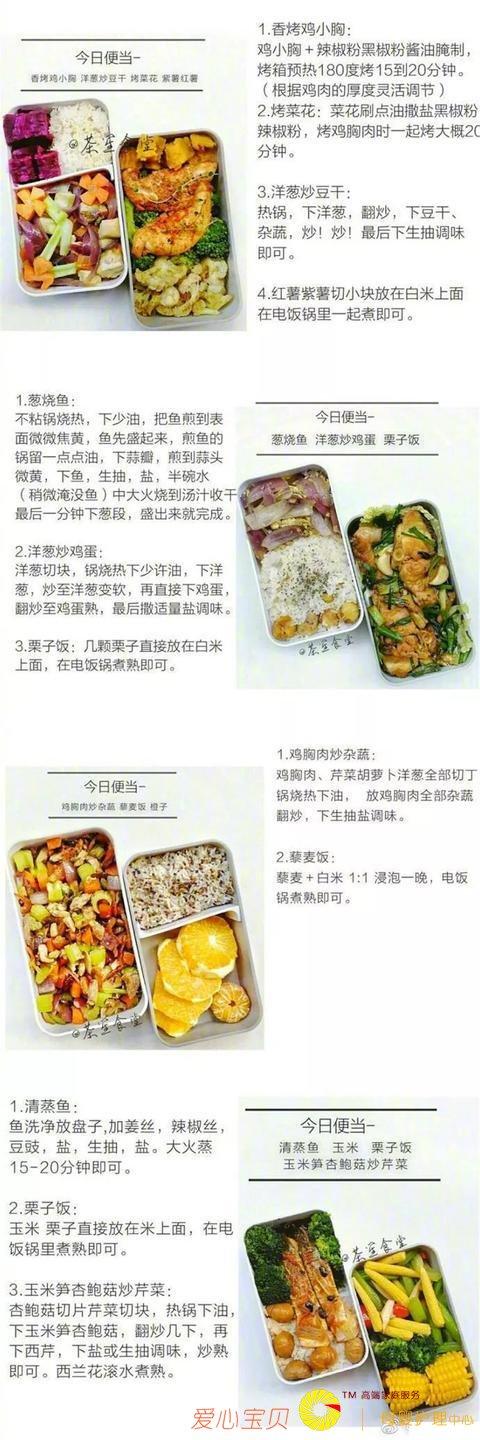 今日便当-
香烤鸡小胸 洋葱炒豆干 烤菜花 紫薯红薯
@茶笙食堂
1.香烤鸡小胸：
鸡小胸＋辣椒粉黑椒粉酱油腌制，
烤箱预热180度烤15到20分钟。
（根据鸡肉的厚度灵活调节）
2.烤菜花：菜花刷点油撒盐黑椒粉
辣椒粉，烤鸡胸肉时一起烤大概20
分钟。
3.洋葱炒豆干：
热锅，下洋葱，翻炒，下豆干、
杂蔬，炒！炒！最后下生抽调味
即可。
4.红薯紫薯切小块放在白米上面
在电饭锅里一起煮即可。
1.葱烧鱼：
不粘锅烧热，下少油，把鱼煎到表
面微微焦黄，鱼先盛起来，煎鱼的
锅留一点点油，下蒜瓣，煎到蒜头
微黄，下鱼，生抽，盐，半碗水
（稍微淹没鱼）中大火烧到汤汁收干
最后一分钟下葱段，盛出来就完成。
2.洋葱炒鸡蛋：
洋葱切块，锅烧热下少许油，下洋
葱，炒至洋葱变软，再直接下鸡蛋，
翻炒至鸡蛋熟，最后撒适量盐调味。
3.栗子饭：几颗栗子直接放在白米
上面，在电饭锅煮熟即可。
今日便当-
葱烧鱼 洋葱炒鸡蛋 栗子饭
@茶笙食堂
今日便当-
鸡胸肉炒杂蔬 藜麦饭 橙子
@茶笙食堂
1.鸡胸肉炒杂蔬：
鸡胸肉、芹菜胡萝卜洋葱全部切丁
锅烧热下油， 放鸡胸肉全部杂蔬
翻炒，下生抽盐调味。
2.藜麦饭：
藜麦＋白米 1:1 浸泡一晚，电饭
锅煮熟即可。
1.清蒸鱼：
鱼洗净放盘子,加姜丝，辣椒丝，
豆豉，盐，生抽，盐。大火蒸
15-20分钟即可。
2.栗子饭：
玉米 栗子直接放在米上面，在电
饭锅里煮熟即可。
3.玉米笋杏鲍菇炒芹菜：
杏鲍菇切片芹菜切块，热锅下油，
下玉米笋杏鲍菇，翻炒几下，再
下西芹，下盐或生抽调味，炒熟
即可。西兰花滚水煮熟。
今日便当-
清蒸鱼 玉米 栗子饭
玉米笋杏鲍菇炒芹菜
@茶笙食堂
爱心宝贝
TM 高端家庭服务
母婴护理中心